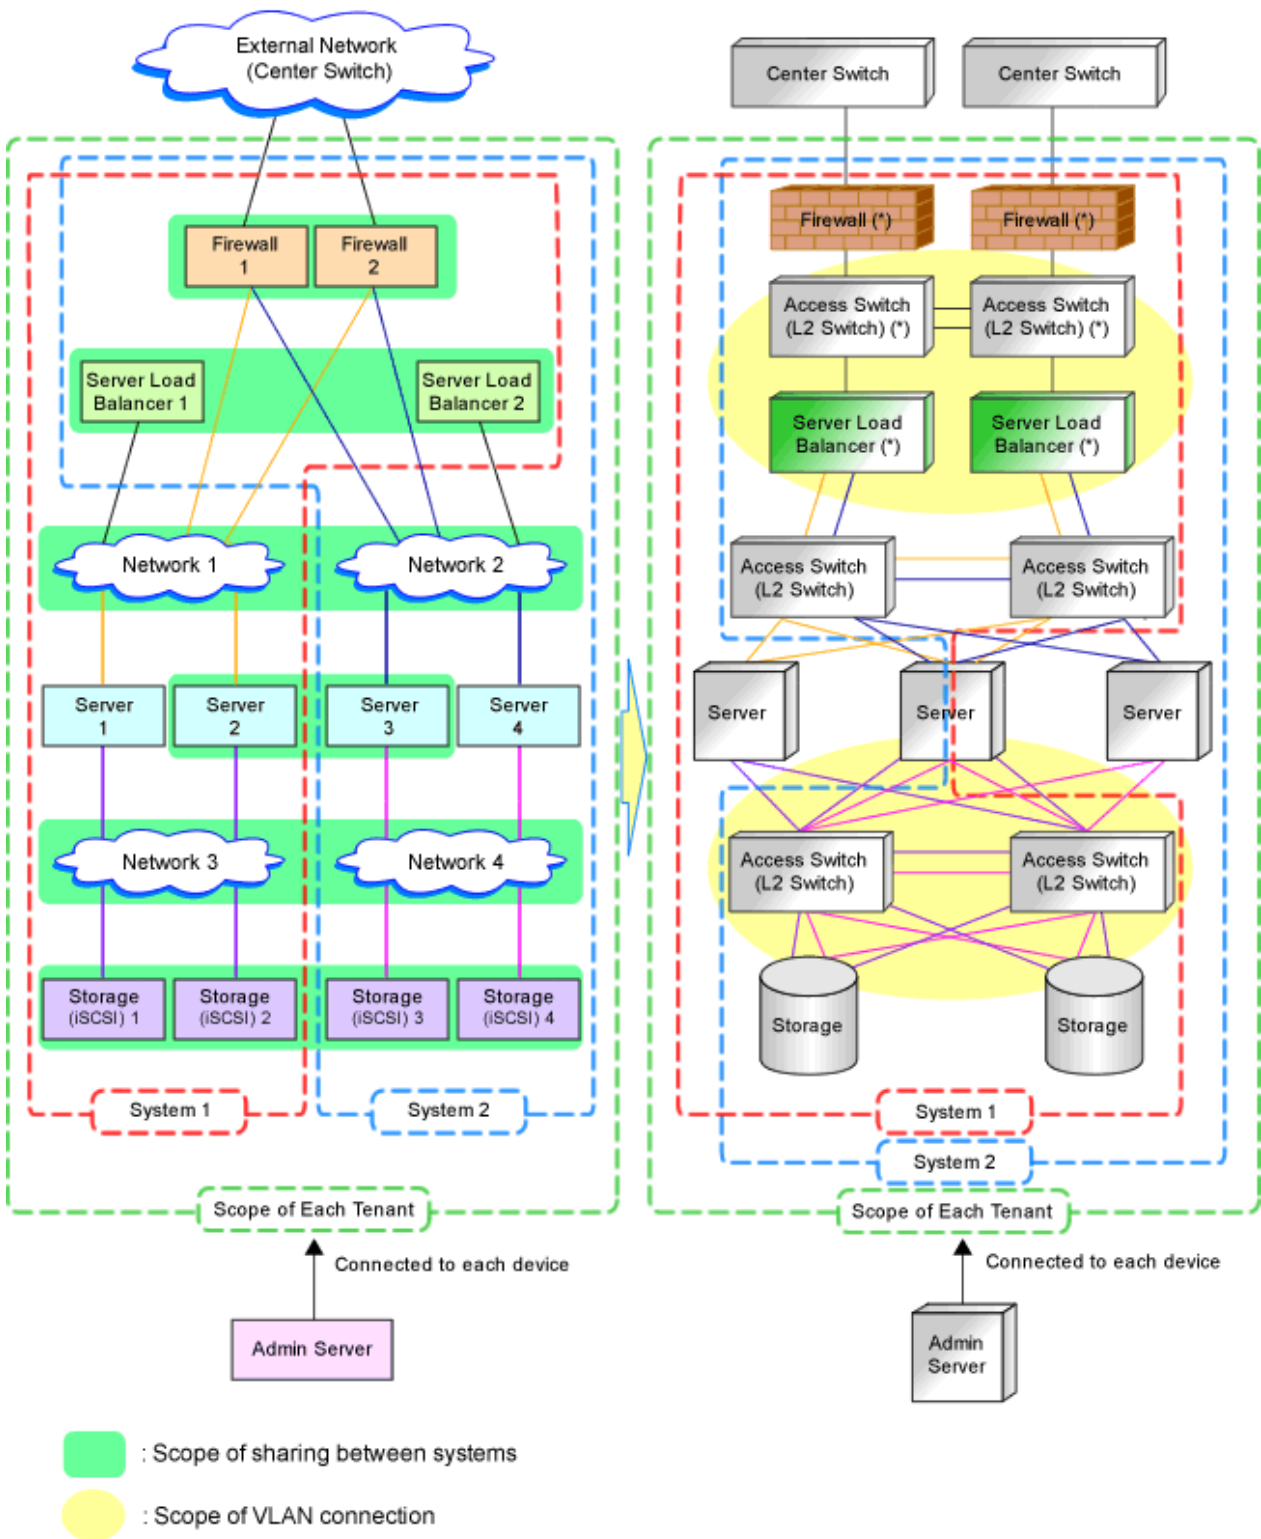 External Network
(Center Switch)
Firewall
1
Firewall
2
Server Load
Balancer 1
Server Load
Balancer 2
Network 1
Network 2
Server
1
Server
2
Server
3
Server
4
Network 3
Network 4
Storage
(iSCSI) 1
Storage
(iSCSI) 2
Storage
(iSCSI) 3
Storage
(iSCSI) 4
System 1
System 2
Scope of Each Tenant
Connected to each device
Admin Server
Center Switch
Center Switch
Firewall (*)
Firewall (*)
Access Switch
(L2 Switch) (*)
Access Switch
(L2 Switch) (*)
Server Load
Balancer (*)
Server Load
Balancer (*)
Access Switch
(L2 Switch)
Access Switch
(L2 Switch)
Server
Server
Server
Access Switch
(L2 Switch)
Access Switch
(L2 Switch)
Storage
Storage
System 1
System 2
Scope of Each Tenant
Connected to each device
Admin
Server
: Scope of sharing between systems
: Scope of VLAN connection